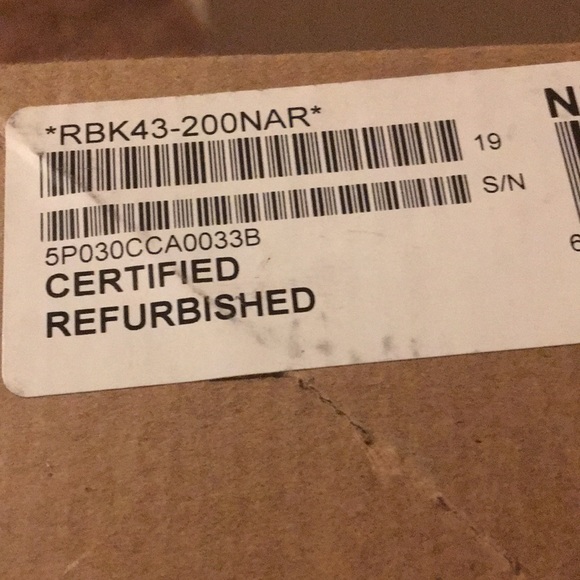 *RBK43-200NAR*
19
S/N
5P030CCA0033B
CERTIFIED
REFURBISHED